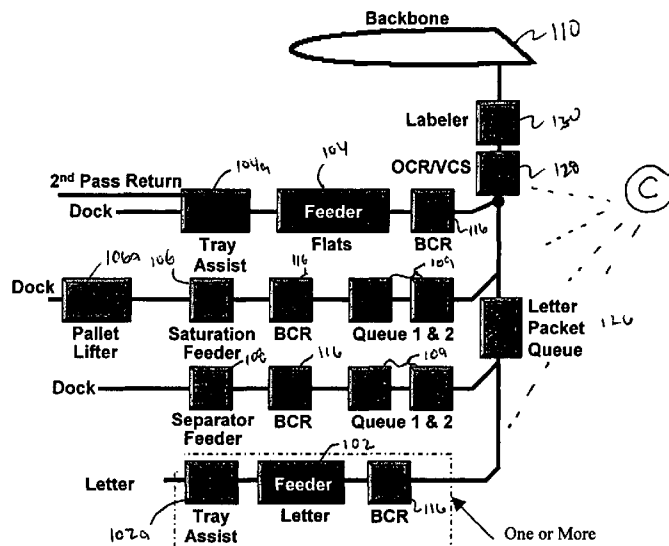 Backbone
110
Labeler
130
OCR/VCS
128
C
104a
104
2nd Pass Return
Dock
Feeder
116
Tray Assist
Flats
BCR
106a
106
116
109
Dock
Pallet Lifter
Saturation Feeder
BCR
Queue 1 & 2
Letter Packet Queue
126
108
116
109
Dock
Separator Feeder
BCR
Queue 1 & 2
102
Letter
Feeder
102a
Tray Assist
Letter
BCR
116
One or More